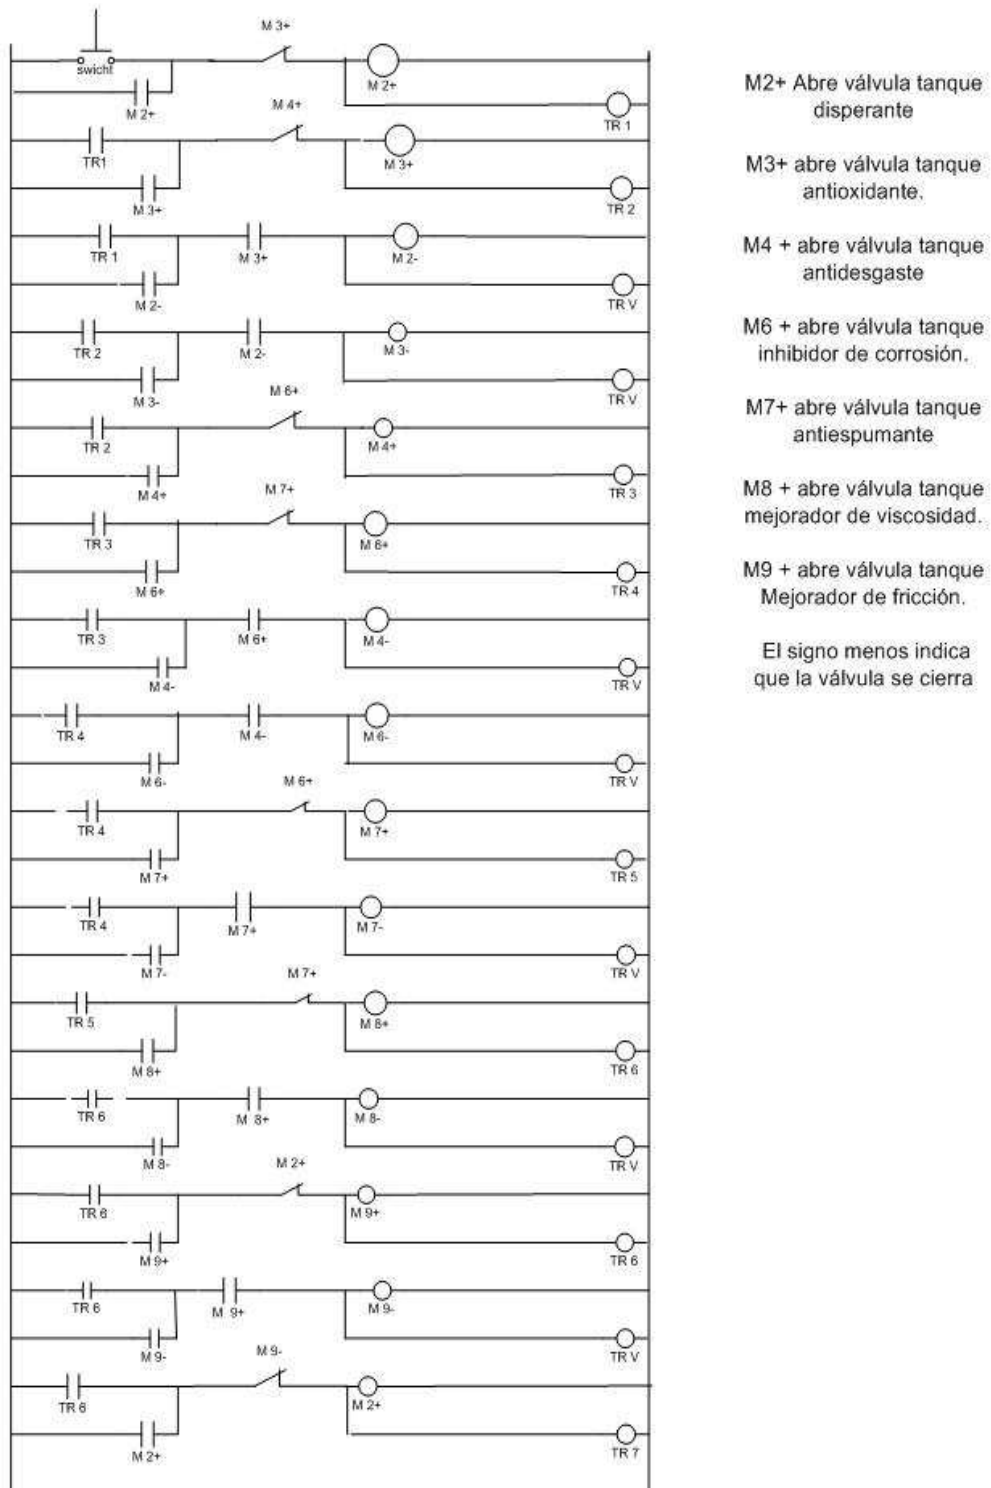 M 3+
swicht
M 2+
M 2+
TR 1
M 4+
TR1
M 3+
M 3+
TR 2
TR 1
M 3+
M 2-
M 2-
TR V
TR 2
M 2-
M 3-
M 3-
TR V
M 6+
TR 2
M 4+
M 4+
TR 3
M 7+
TR 3
M 6+
M 6+
TR 4
TR 3
M 6+
M 4-
M 4-
TR V
TR 4
M 4-
M 6-
M 6-
TR V
M 6+
TR 4
M 7+
M 7+
TR 5
TR 4
M 7+
M 7-
M 7-
TR V
M 7+
TR 5
M 8+
M 8+
TR 6
TR 6
M 8+
M 8-
M 8-
TR V
M 2+
TR 6
M 9+
M 9+
TR 6
TR 6
M 9+
M 9-
M 9-
TR V
M 9-
TR 6
M 2+
M 2+
TR 7
M2+ Abre válvula tanque
disperante
M3+ abre válvula tanque
antioxidante.
M4 + abre válvula tanque
antidesgaste
M6 + abre válvula tanque
inhibidor de corrosión.
M7+ abre válvula tanque
antiespumante
M8 + abre válvula tanque
mejorador de viscosidad.
M9 + abre válvula tanque
Mejorador de fricción.
El signo menos indica
que la válvula se cierra